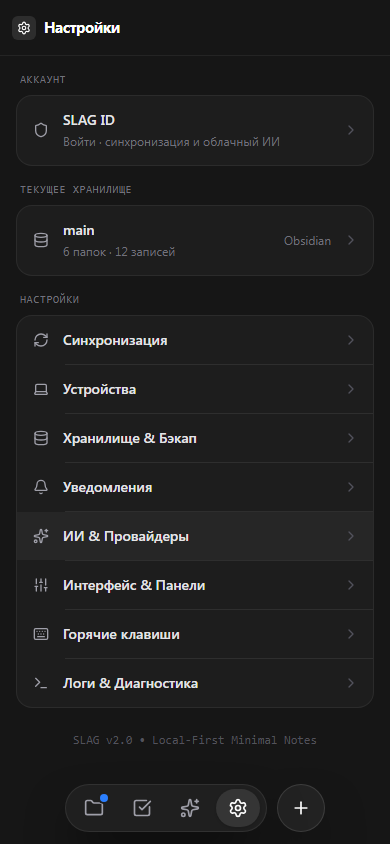 Настройки
АККАУНТ
SLAG ID
Войти · синхронизация и облачный ИИ
ТЕКУЩЕЕ ХРАНИЛИЩЕ
main
6 папок · 12 записей
Obsidian
НАСТРОЙКИ
Синхронизация
Устройства
Хранилище & Бэкап
Уведомления
ИИ & Провайдеры
Интерфейс & Панели
Горячие клавиши
Логи & Диагностика
SLAG v2.0 • Local-First Minimal Notes